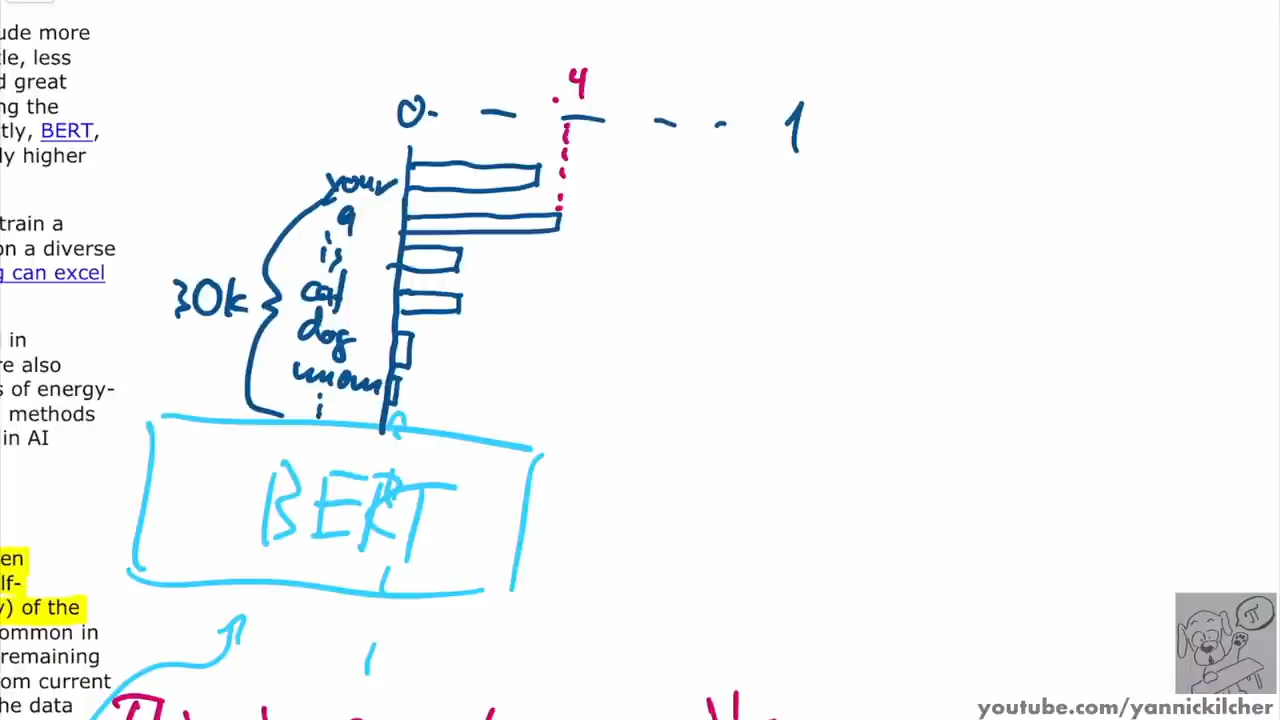 ude more
tle, less
d great
ng the
tly, BERT,
ly higher
train a
on a diverse
g can excel
in
re also
s of energy-
methods
in AI
en
lf-
y) of the
ommon in
remaining
om current
he data
0 1
.4
your
a
is
cat
dog
mom
30k
BERT
π
youtube.com/yannickilcher